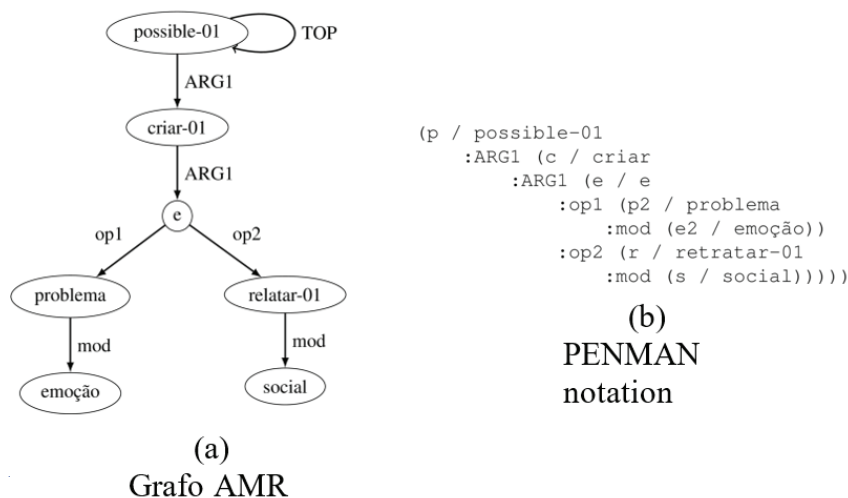 possible-01
TOP
ARG1
criar-01
ARG1
e
op1
op2
problema
relatar-01
mod
mod
emoção
social
(a)
Grafo AMR
(p / possible-01
:ARG1 (c / criar
:ARG1 (e / e
:op1 (p2 / problema
:mod (e2 / emoção))
:op2 (r / retratar-01
:mod (s / social)))))
(b)
PENMAN
notation